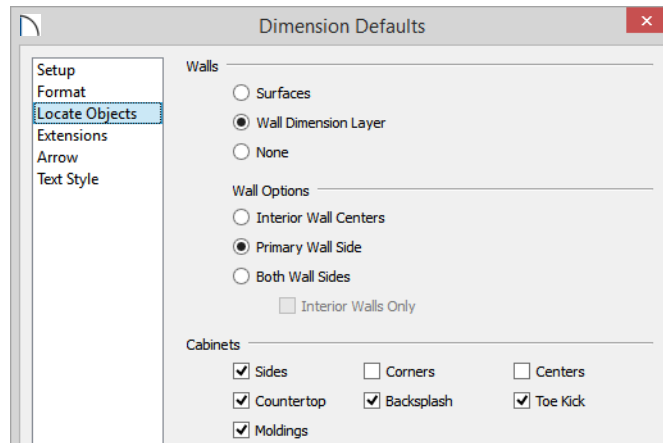 Dimension Defaults
Setup
Format
Locate Objects
Extensions
Arrow
Text Style
Walls
Surfaces
Wall Dimension Layer
None
Wall Options
Interior Wall Centers
Primary Wall Side
Both Wall Sides
Interior Walls Only
Cabinets
Sides Corners Centers
Countertop Backsplash Toe Kick
Moldings